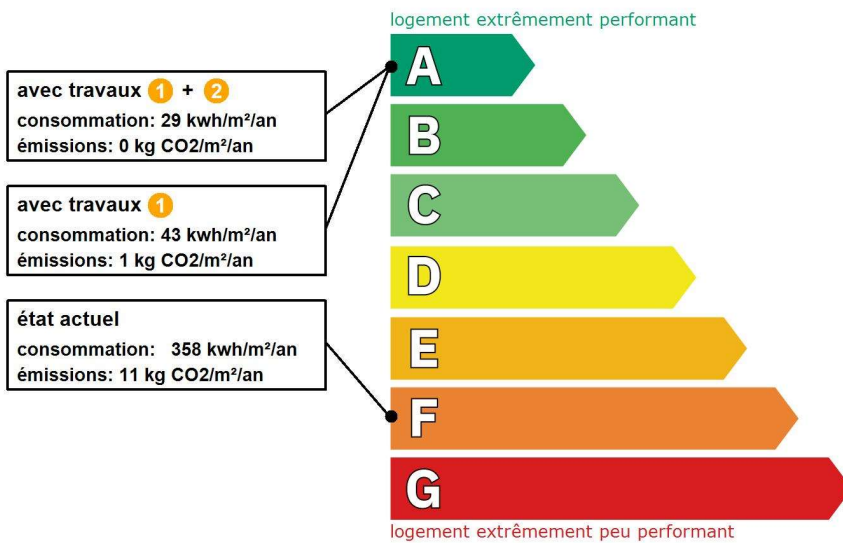 logement extrêmement performant
A
avec travaux 1 + 2
consommation: 29 kwh/m²/an
émissions: 0 kg CO2/m²/an
B
avec travaux 1
consommation: 43 kwh/m²/an
émissions: 1 kg CO2/m²/an
C
D
état actuel
consommation: 358 kwh/m²/an
émissions: 11 kg CO2/m²/an
E
F
G
logement extrêmement peu performant